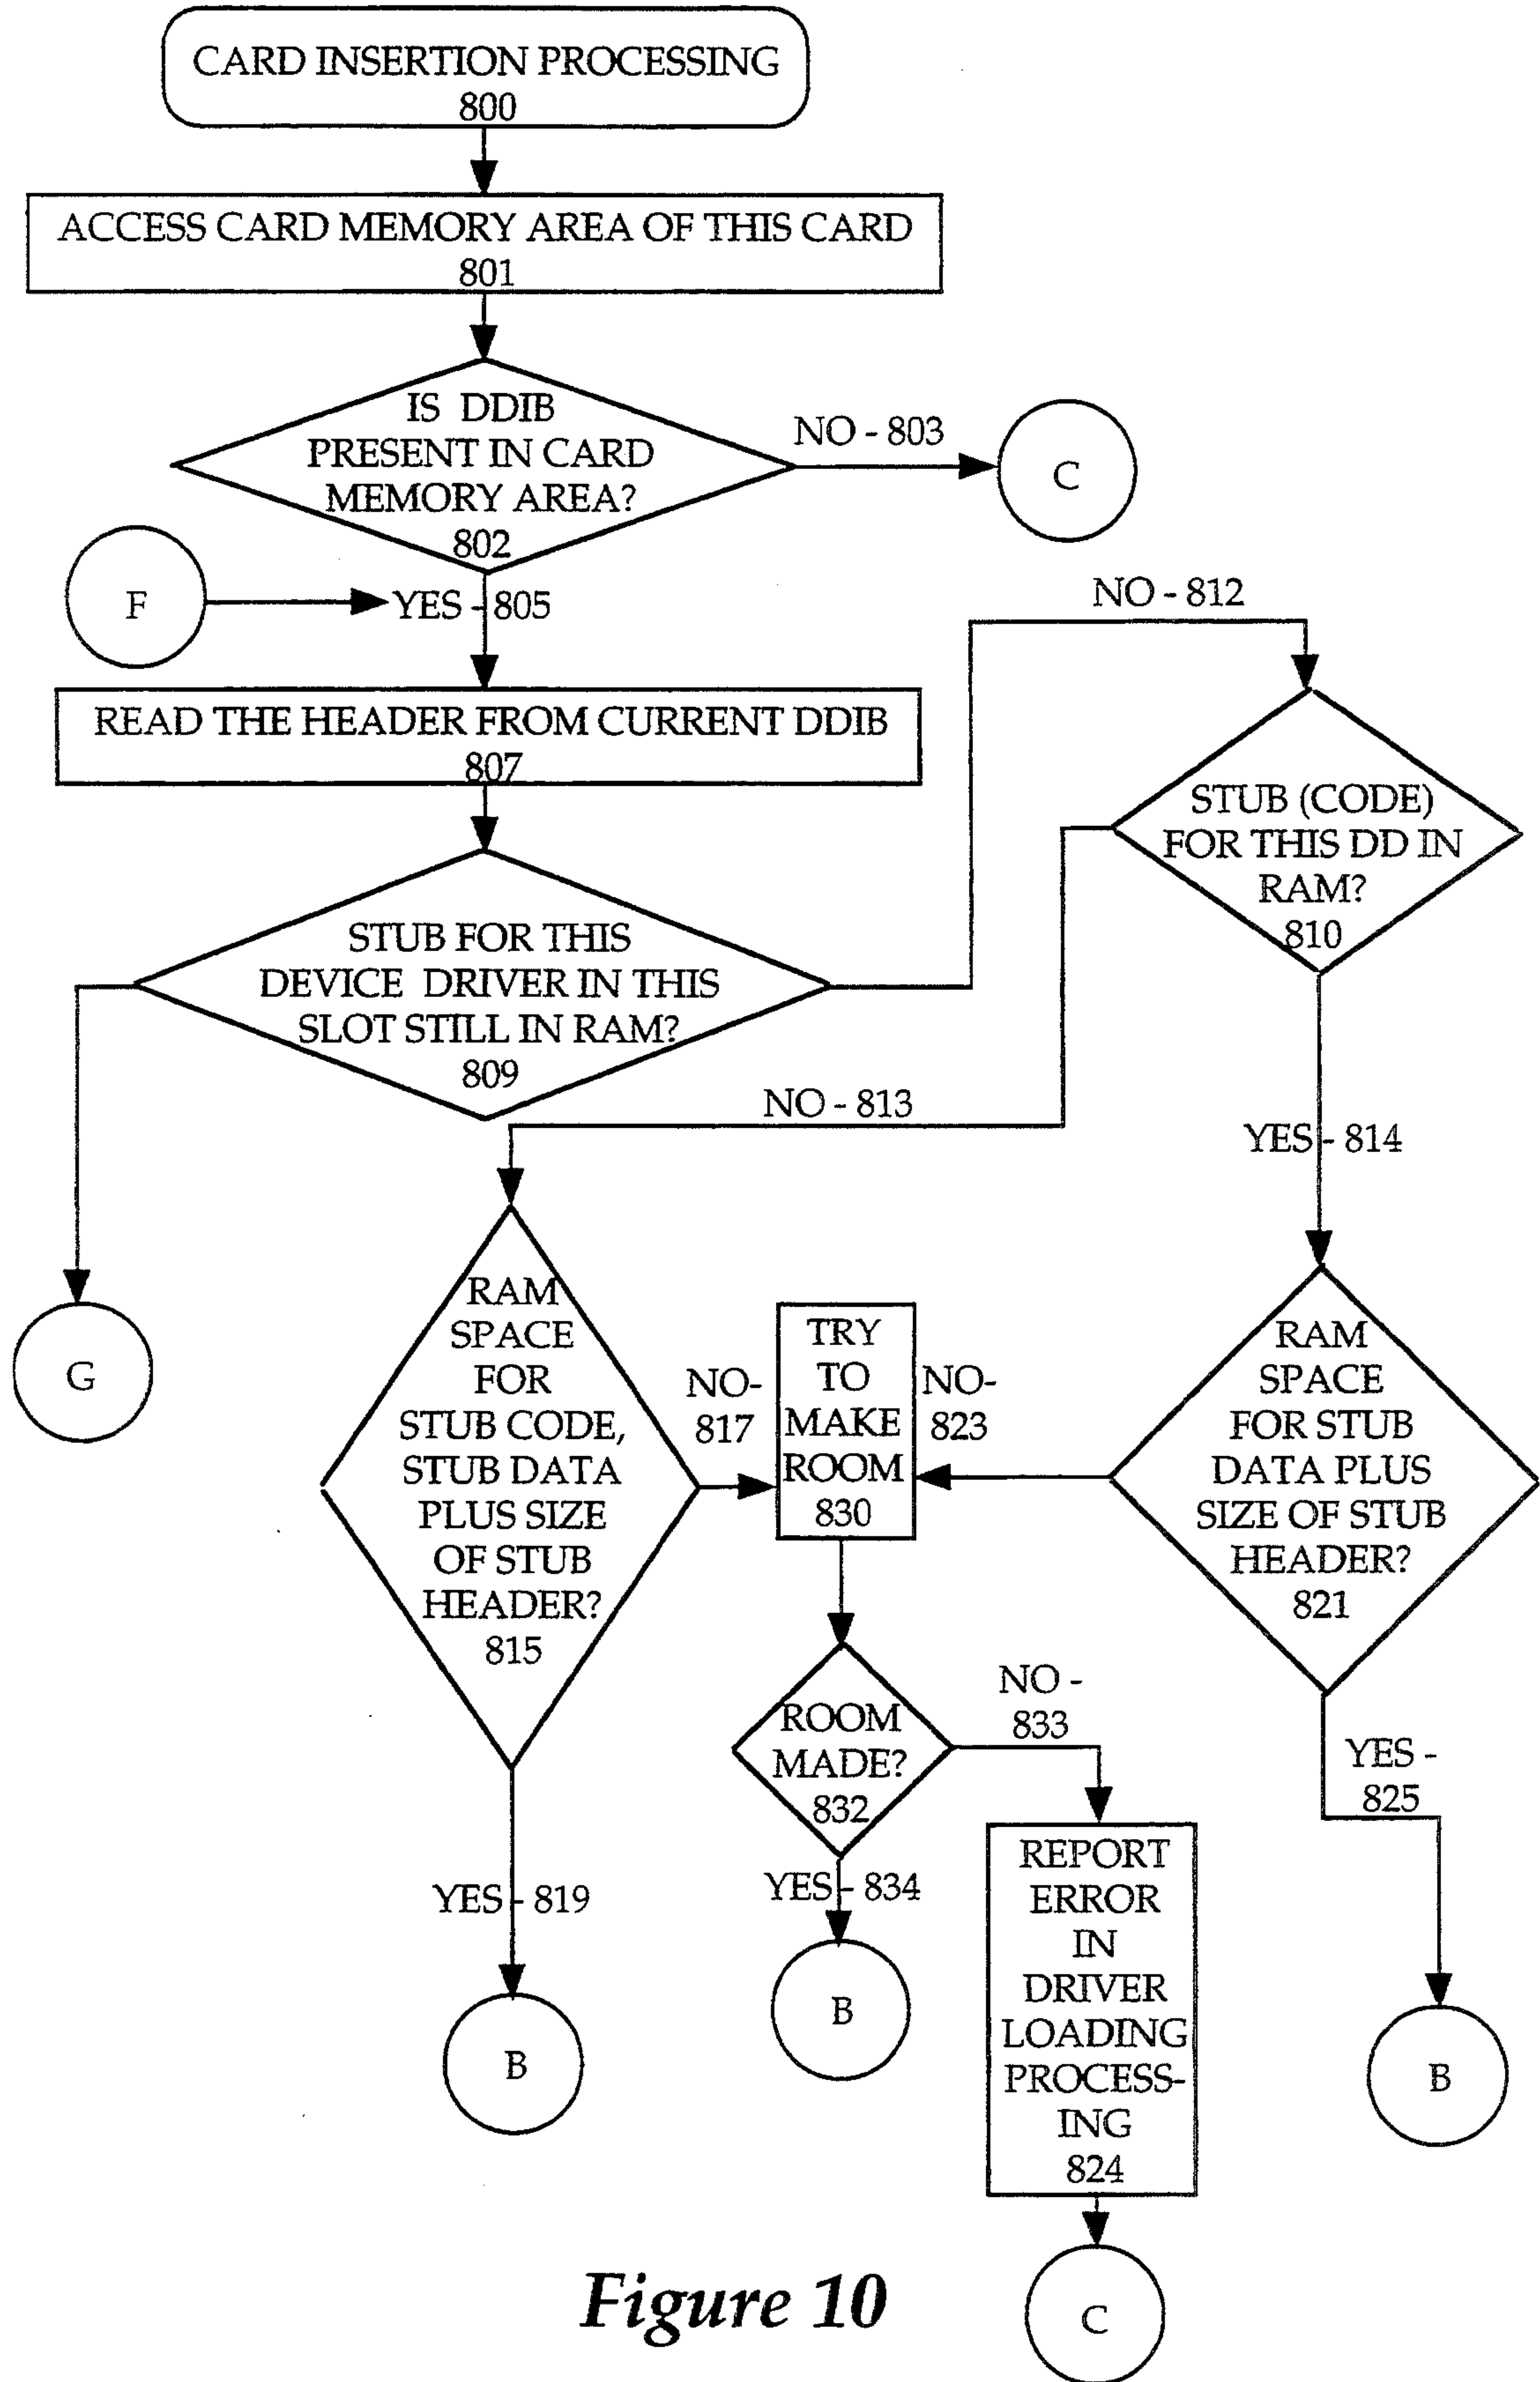 CARD INSERTION PROCESSING
800
ACCESS CARD MEMORY AREA OF THIS CARD
801
IS DDIB
PRESENT IN CARD
MEMORY AREA?
802
NO - 803
C
F
YES - 805
NO - 812
READ THE HEADER FROM CURRENT DDIB
807
STUB (CODE)
FOR THIS DD IN
RAM?
810
STUB FOR THIS
DEVICE DRIVER IN THIS
SLOT STILL IN RAM?
809
NO - 813
YES - 814
G
RAM
SPACE
FOR
STUB CODE,
STUB DATA
PLUS SIZE
OF STUB
HEADER?
815
NO-
817
TRY
TO
MAKE
ROOM
830
NO-
823
RAM
SPACE
FOR STUB
DATA PLUS
SIZE OF STUB
HEADER?
821
ROOM
MADE?
832
NO -
833
YES -
825
YES - 819
YES - 834
REPORT
ERROR
IN
DRIVER
LOADING
PROCESS-
ING
824
B
B
B
C
Figure 10